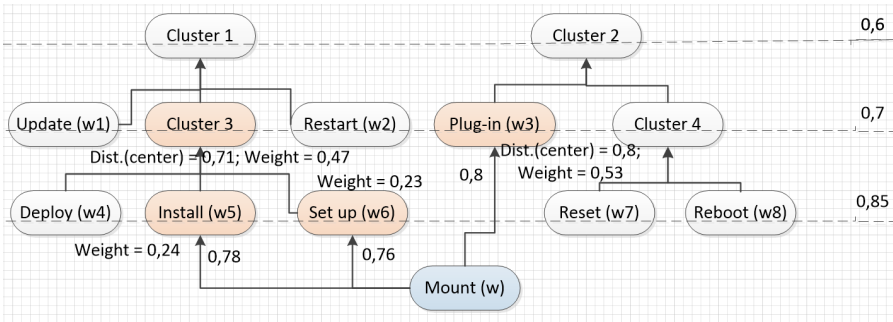 Cluster 1
Cluster 2
0,6
Update (w1)
Cluster 3
Restart (w2)
Plug-in (w3)
Cluster 4
0,7
Dist.(center) = 0,71; Weight = 0,47
Dist.(center) = 0,8;
Weight = 0,53
Weight = 0,23
0,8
Deploy (w4)
Install (w5)
Set up (w6)
Reset (w7)
Reboot (w8)
0,85
Weight = 0,24
0,78
0,76
Mount (w)